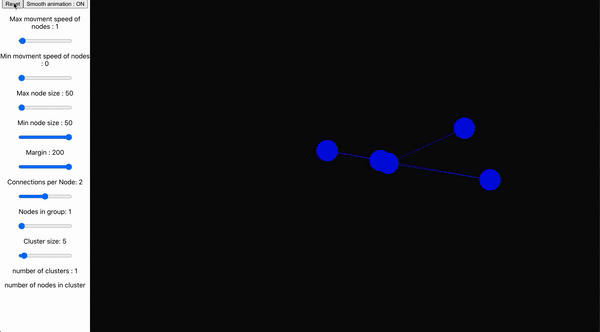 Reset Smooth animation : ON
Max movment speed of
nodes : 1
Min movment speed of nodes
: 0
Max node size : 50
Min node size : 50
Margin : 200
Connections per Node: 2
Nodes in group: 1
Cluster size: 5
number of clusters : 1
number of nodes in cluster